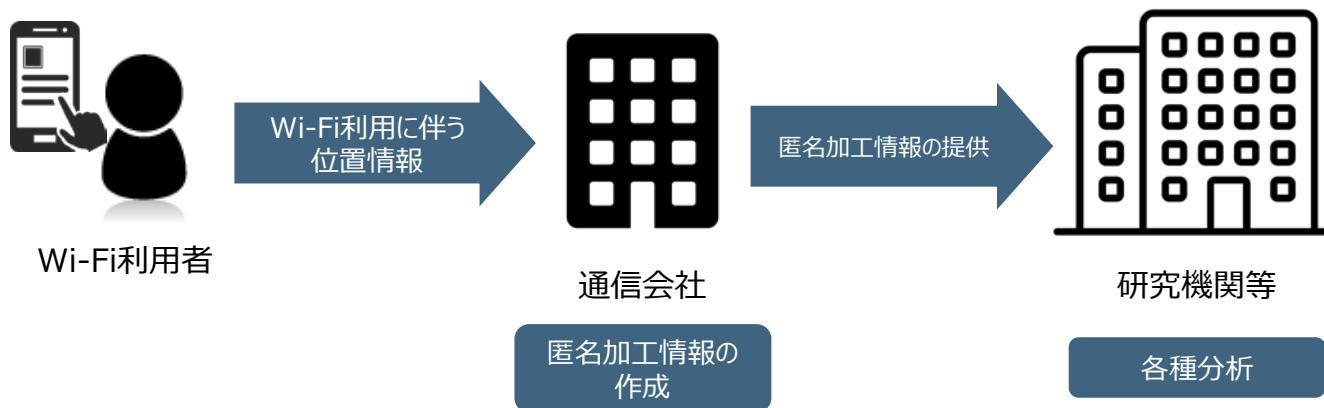 Wi-Fi利用に伴う
位置情報
匿名加工情報の提供
Wi-Fi利用者
通信会社
研究機関等
匿名加工情報の
作成
各種分析